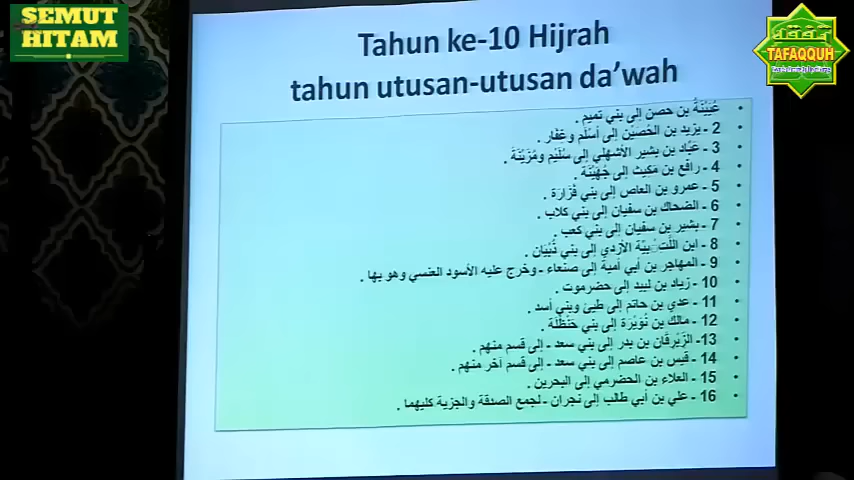 SEMUT
HITAM
TAFAQQUH
Tahun ke-10 Hijrah
tahun utusan-utusan da'wah
عُيَيْنَةُ بن حصن إلى بني تميم .
2 - يزيد بن الحُصَيْن إلى أَسْلَم وغفار .
3 - عبَّاد بن بشير الأشهلي إلى سُلَيْم ومُزَيْنَةَ .
4 - رافع بن مَكِيث إلى جُهَيْنَة .
5 - عمرو بن العاص إلى بني فَزارَة .
6 - الضحاك بن سفيان إلى بني كلاب .
7 - بشير بن سفيان إلى بني كعب .
8 - ابن اللُّتْبِيَّة الأزدي إلى بني ذُبْيَان .
9 - المهاجر بن أبي أمية إلى صنعاء - وخرج عليه الأسود العنسي وهو بها .
10 - زياد بن لبيد إلى حضرموت .
11 - عدي بن حاتم إلى طيئ وبني أسد .
12 - مالك بن نُوَيْرَة إلى بني حَنْظَلَة .
13- الزِّبْرِقَان بن بدر إلى بني سعد - إلى قسم منهم .
14 - قيس بن عاصم إلى بني سعد - إلى قسم آخر منهم .
15 - العلاء بن الحضرمي إلى البحرين .
16 - علي بن أبي طالب إلى نجران - لجمع الصدقة والجزية كليهما .